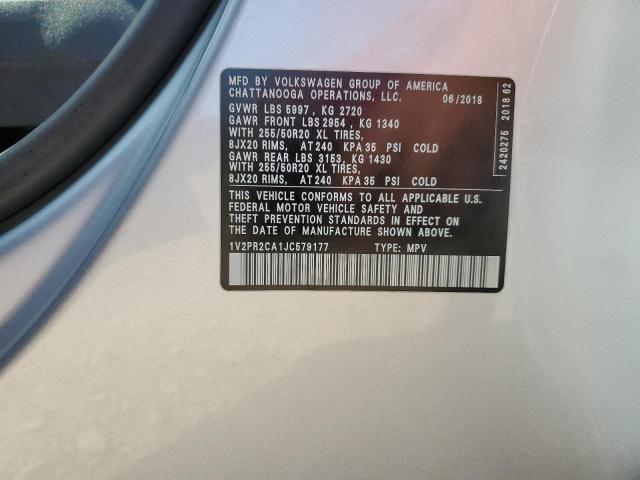 MFD BY VOLKSWAGEN GROUP OF AMERICA
CHATTANOOGA OPERATIONS, LLC. 06/2018
GVWR LBS 5997, KG 2720
GAWR FRONT LBS 2954, KG 1340
WITH 255/50R20 XL TIRES,
8JX20 RIMS, AT 240 KPA 35 PSI COLD
GAWR REAR LBS 3153, KG 1430
WITH 255/50R20 XL TIRES,
8JX20 RIMS, AT 240 KPA 35 PSI COLD
THIS VEHICLE CONFORMS TO ALL APPLICABLE U.S.
FEDERAL MOTOR VEHICLE SAFETY AND
THEFT PREVENTION STANDARDS IN EFFECT ON
THE DATE OF MANUFACTURE SHOWN ABOVE.
1V2PR2CA1JC579177 TYPE: MPV
2420275 2018 62